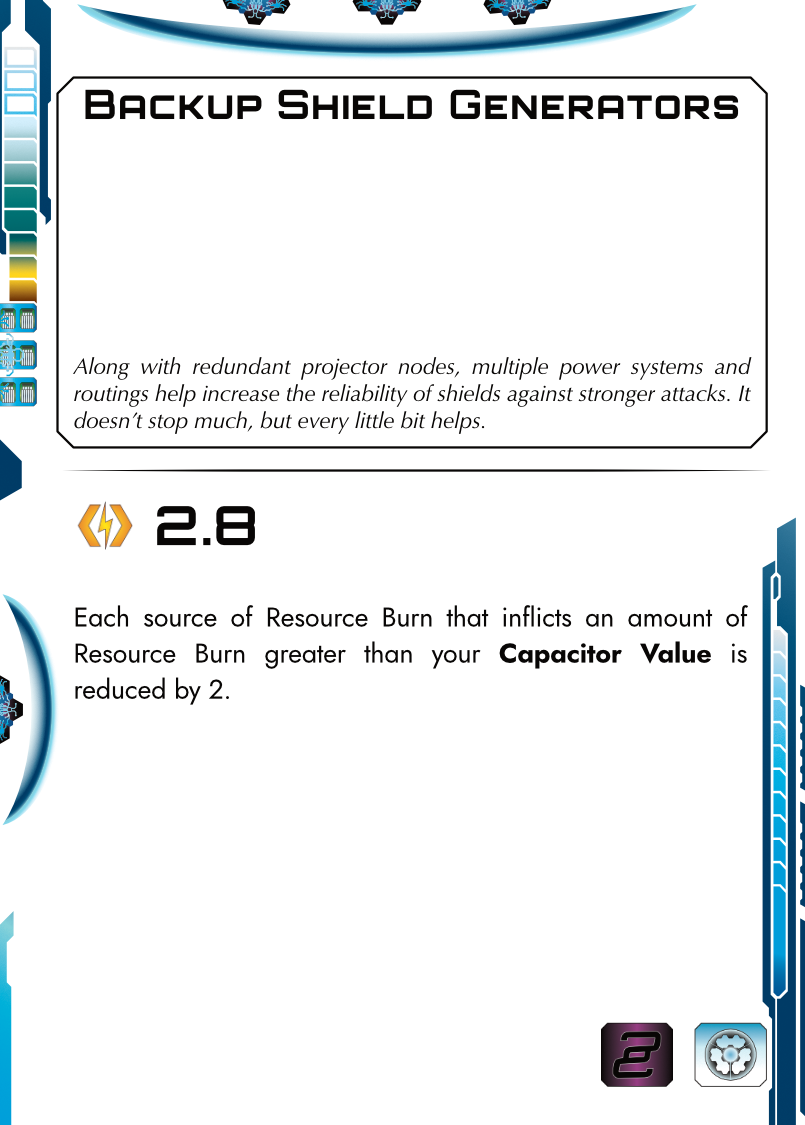 Backup Shield Generators
Along with redundant projector nodes, multiple power systems and
routings help increase the reliability of shields against stronger attacks. It
doesn’t stop much, but every little bit helps.
2.8
Each source of Resource Burn that inflicts an amount of
Resource Burn greater than your Capacitor Value is
reduced by 2.
2